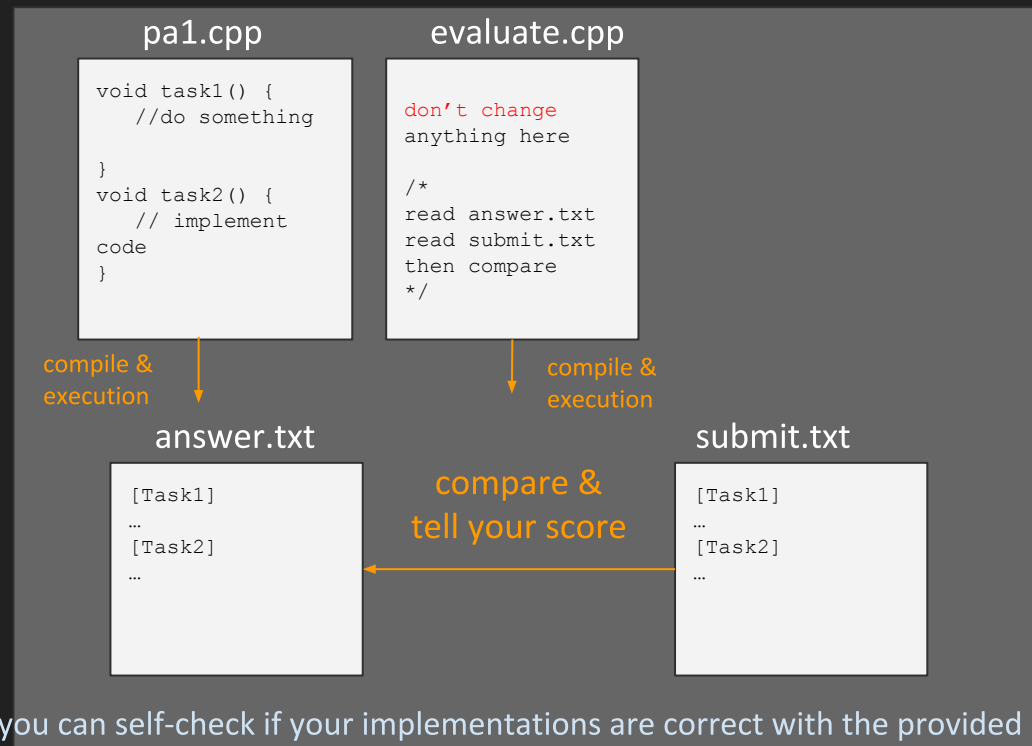 pa1.cpp
void task1() {
//do something
}
void task2() {
// implement
code
}
evaluate.cpp
don't change
anything here
/*
read answer.txt
read submit.txt
then compare
*/
compile &
execution
compile &
execution
answer.txt
[Task1]
…
[Task2]
…
compare &
tell your score
submit.txt
[Task1]
…
[Task2]
…
you can self-check if your implementations are correct with the provided